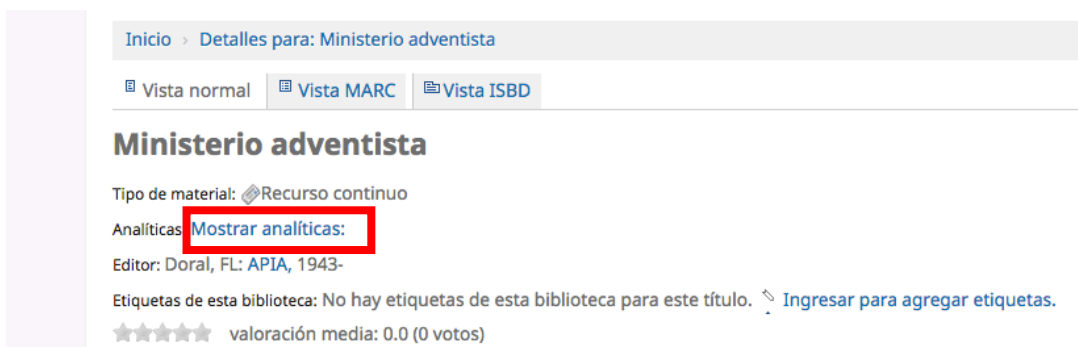 Inicio › Detalles para: Ministerio adventista
Vista normal Vista MARC Vista ISBD
Ministerio adventista
Tipo de material: Recurso continuo
Analíticas Mostrar analíticas:
Editor: Doral, FL: APIA, 1943-
Etiquetas de esta biblioteca: No hay etiquetas de esta biblioteca para este título. Ingresar para agregar etiquetas.
valoración media: 0.0 (0 votos)